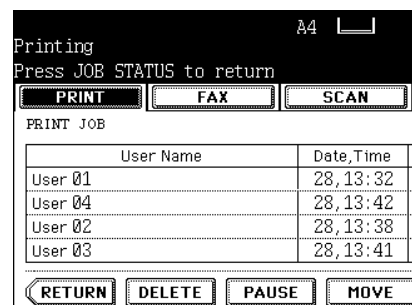 A4
Printing
Press JOB STATUS to return
PRINT FAX SCAN
PRINT JOB
User Name Date,Time
User 01 28,13:32
User 04 28,13:42
User 02 28,13:38
User 03 28,13:41
RETURN DELETE PAUSE MOVE